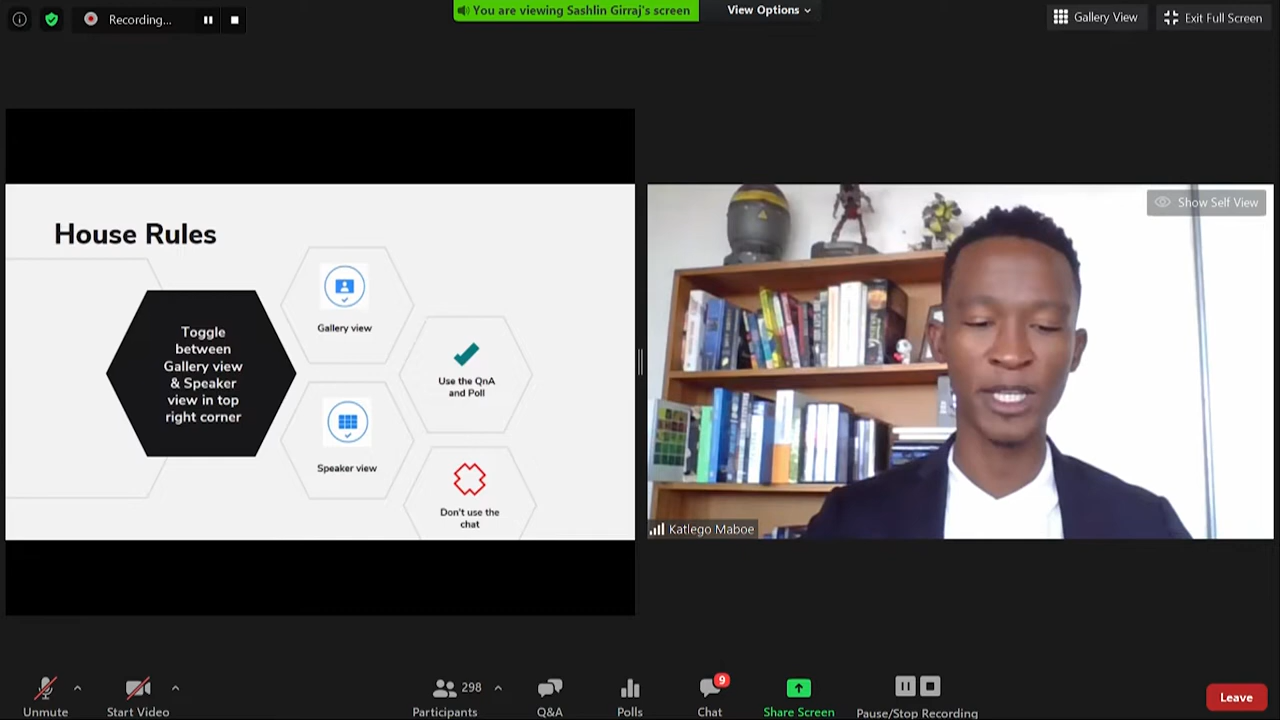 Recording...
You are viewing Sashlin Girraj's screen
View Options
Gallery View
Exit Full Screen
House Rules
Toggle
between
Gallery view
& Speaker
view in top
right corner
Gallery view
Speaker view
Use the QnA
and Poll
Don't use the
chat
Show Self View
Katlego Maboe
Unmute
Start Video
298
Participants
Q&A
Polls
9
Chat
Share Screen
Pause/Stop Recording
Leave